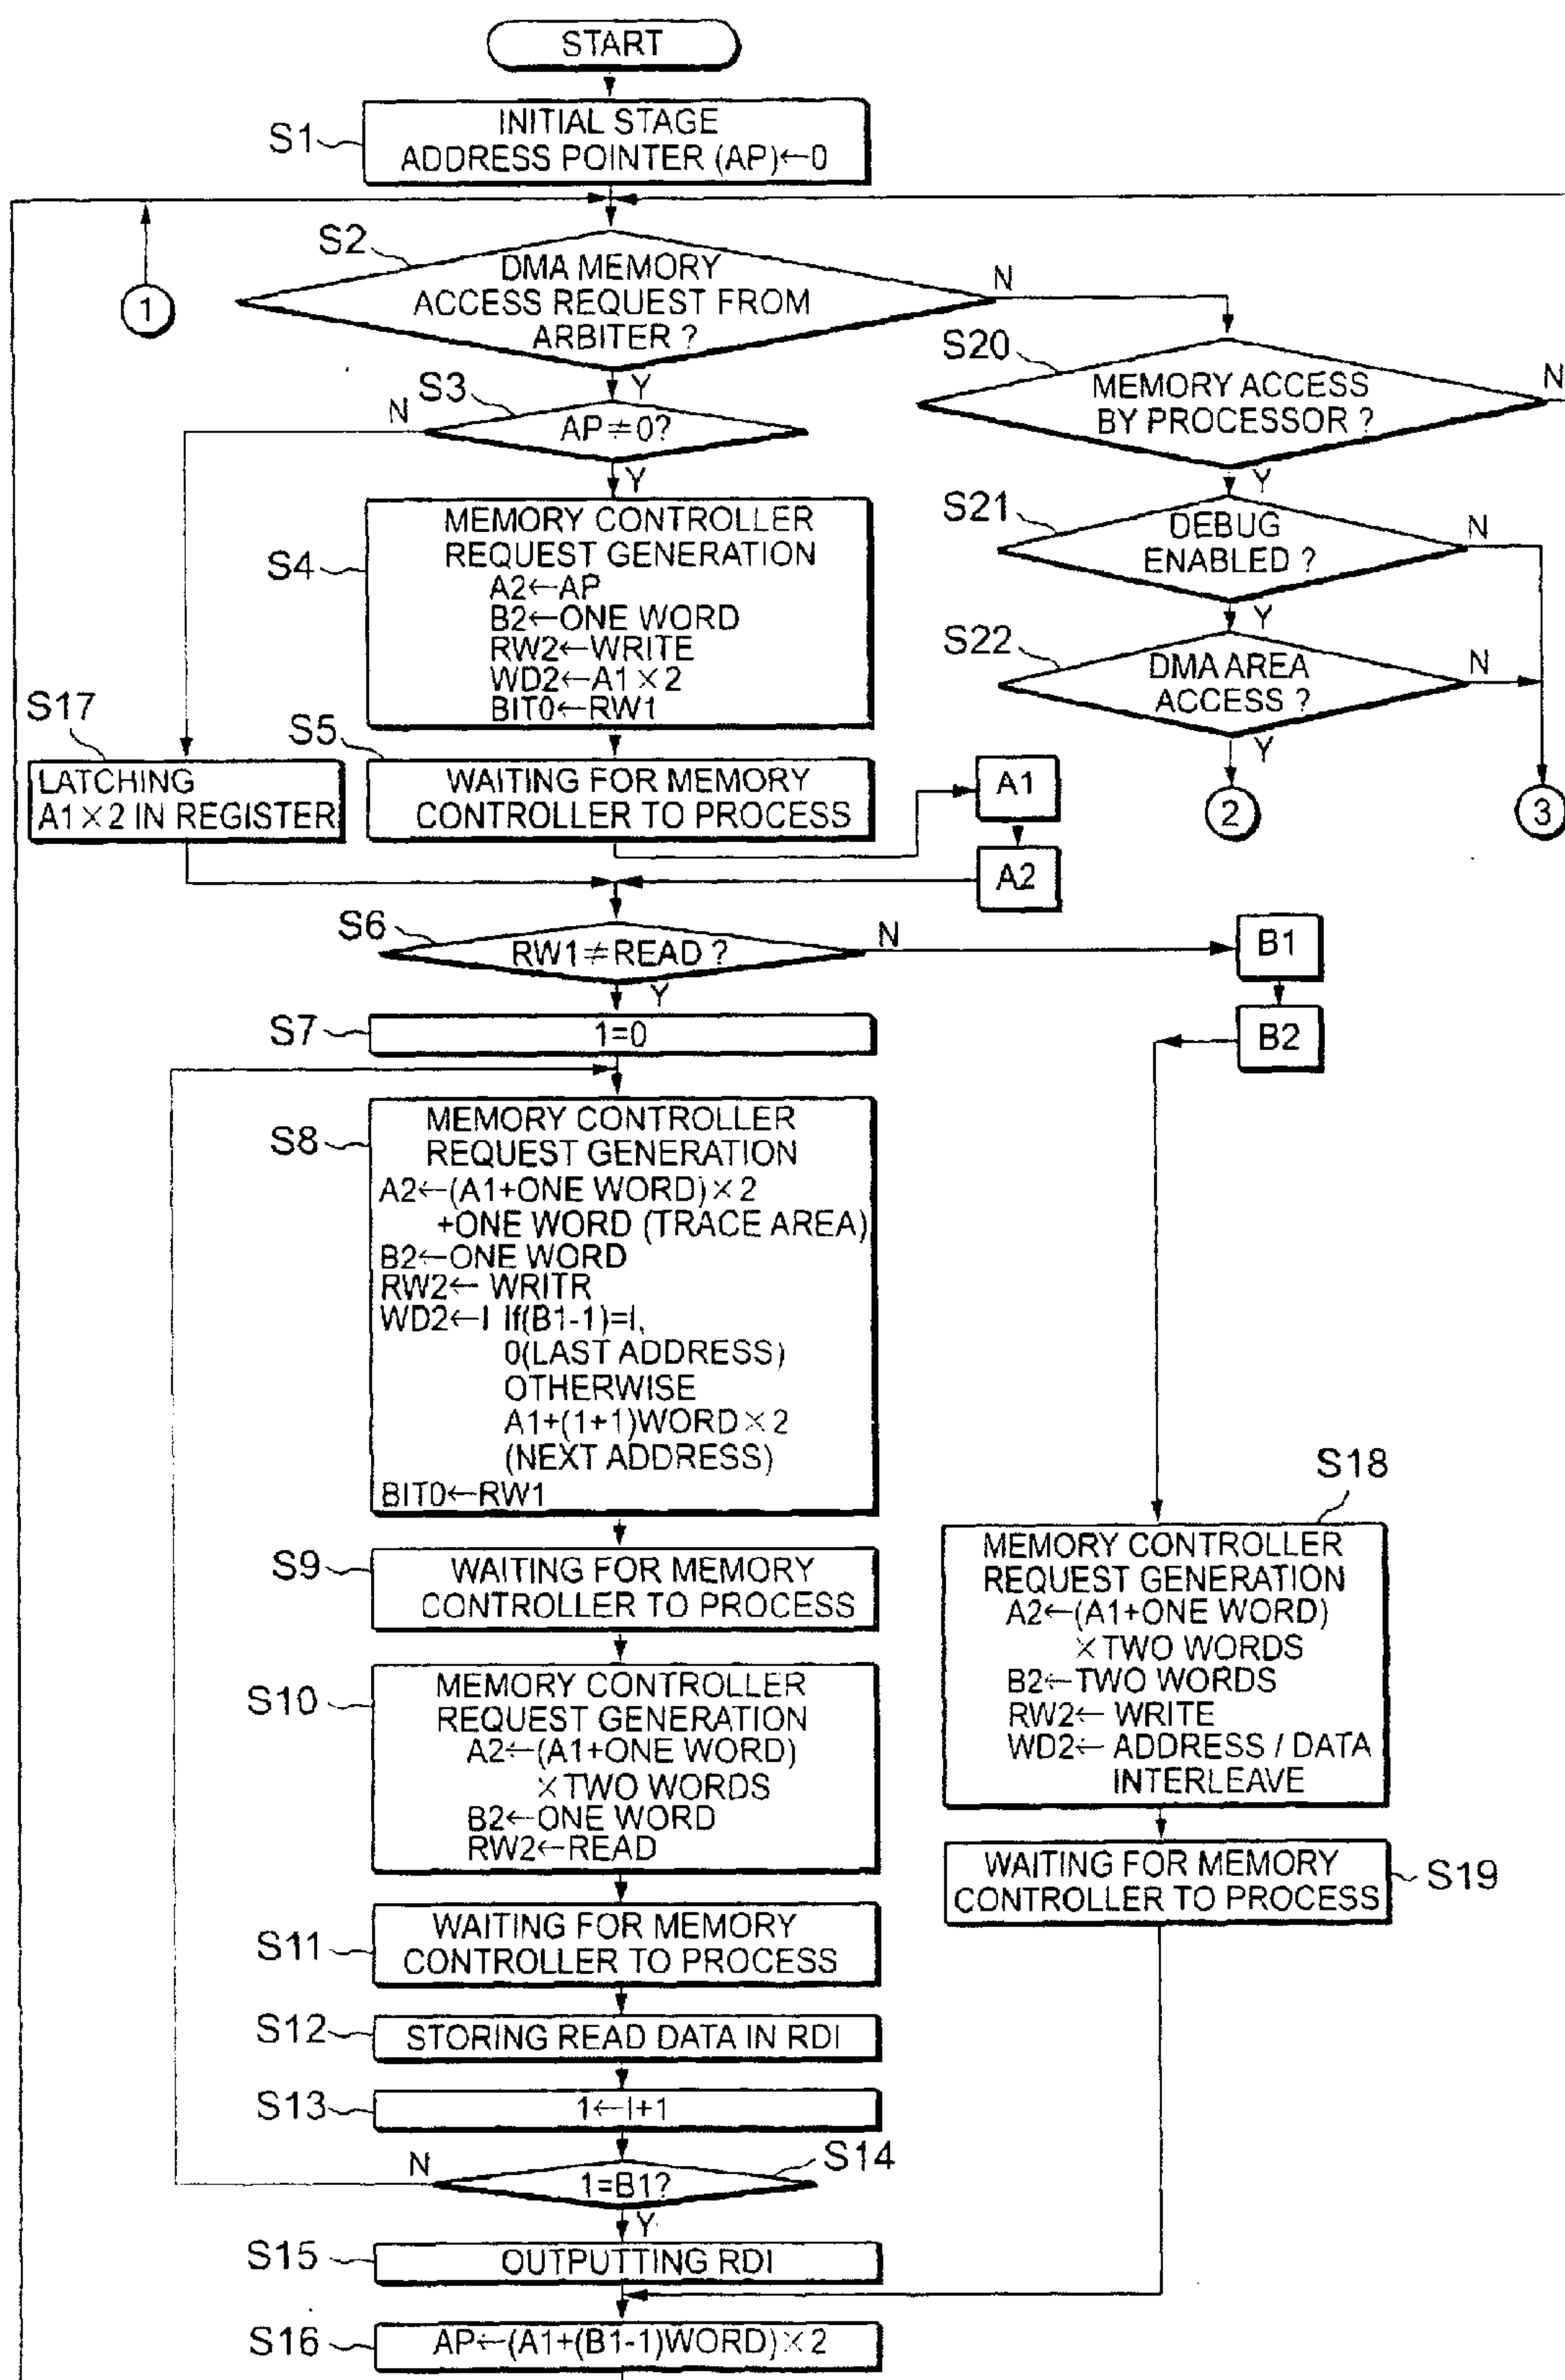 START
S1
INITIAL STAGE
ADDRESS POINTER (AP)←0
1
S2
DMA MEMORY
ACCESS REQUEST FROM
ARBITER ?
N
Y
S3
N
AP≠0?
Y
S4
MEMORY CONTROLLER
REQUEST GENERATION
A2←AP
B2←ONE WORD
RW2←WRITE
WD2←A1×2
BIT0←RW1
S20
MEMORY ACCESS
BY PROCESSOR ?
N
Y
S21
DEBUG
ENABLED ?
N
Y
S22
DMA AREA
ACCESS ?
N
Y
2
3
S17
LATCHING
A1×2 IN REGISTER
S5
WAITING FOR MEMORY
CONTROLLER TO PROCESS
A1
A2
S6
RW1≠READ ?
N
Y
B1
B2
S7
1=0
S8
MEMORY CONTROLLER
REQUEST GENERATION
A2←(A1+ONE WORD)×2
+ONE WORD (TRACE AREA)
B2←ONE WORD
RW2← WRITR
WD2←I If(B1-1)=I,
0(LAST ADDRESS)
OTHERWISE
A1+(1+1)WORD×2
(NEXT ADDRESS)
BIT0←RW1
S9
WAITING FOR MEMORY
CONTROLLER TO PROCESS
S10
MEMORY CONTROLLER
REQUEST GENERATION
A2←(A1+ONE WORD)
×TWO WORDS
B2←ONE WORD
RW2←READ
S18
MEMORY CONTROLLER
REQUEST GENERATION
A2←(A1+ONE WORD)
×TWO WORDS
B2←TWO WORDS
RW2← WRITE
WD2← ADDRESS / DATA
INTERLEAVE
S19
WAITING FOR MEMORY
CONTROLLER TO PROCESS
S11
WAITING FOR MEMORY
CONTROLLER TO PROCESS
S12
STORING READ DATA IN RDI
S13
1←I+1
S14
N
1=B1?
Y
S15
OUTPUTTING RDI
S16
AP←(A1+(B1-1)WORD)×2